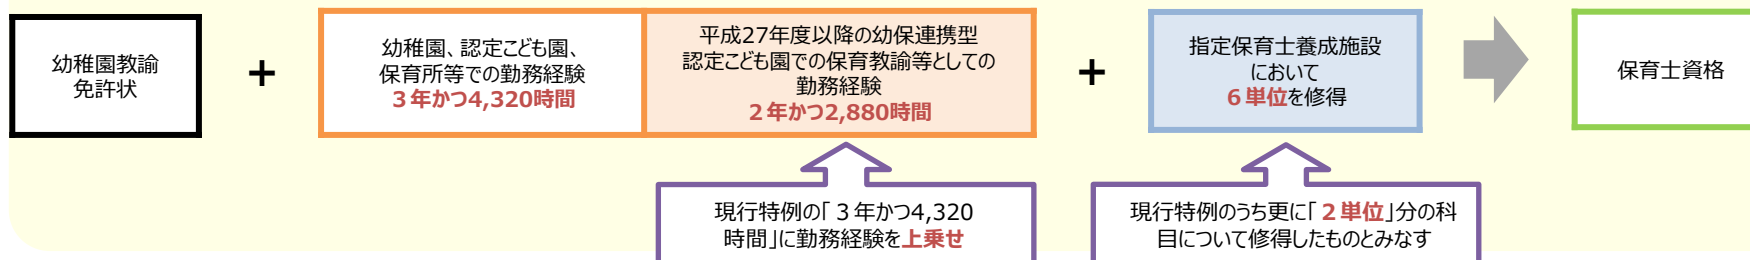 幼稚園教諭
免許状
+
幼稚園、認定こども園、
保育所等での勤務経験
３年かつ4,320時間
平成27年度以降の幼保連携型
認定こども園での保育教諭等としての
勤務経験
２年かつ2,880時間
+
指定保育士養成施設
において
６単位を修得
保育士資格
現行特例の「３年かつ4,320
時間」に勤務経験を上乗せ
現行特例のうち更に「２単位」分の科
目について修得したものとみなす